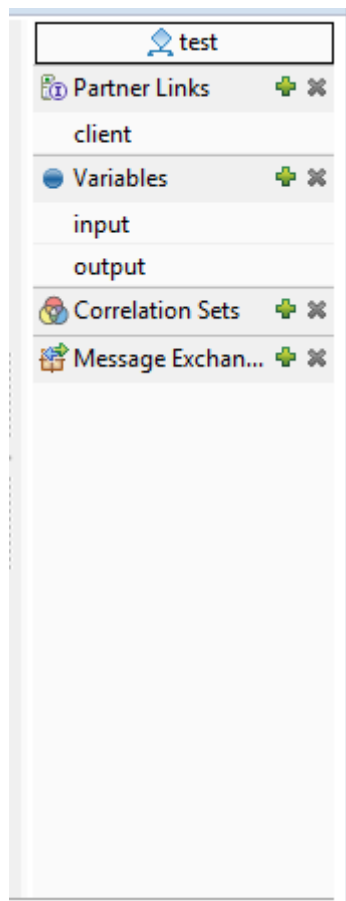 test
Partner Links
client
Variables
input
output
Correlation Sets
Message Exchan...